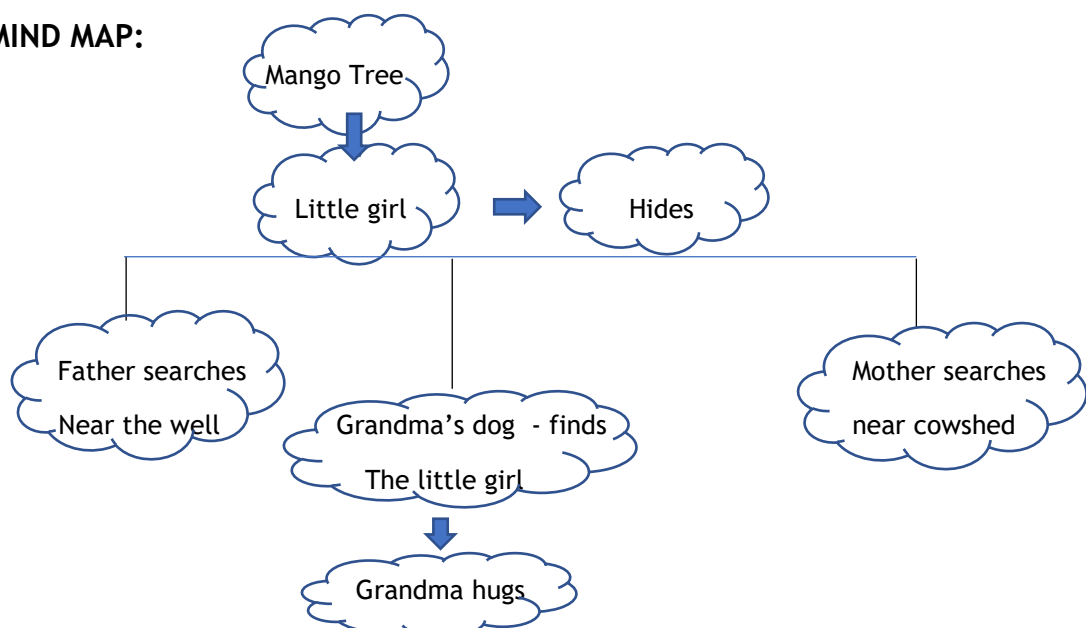 MIND MAP:
Mango Tree
Little girl
Hides
Father searches
Near the well
Grandma’s dog - finds
The little girl
Mother searches
near cowshed
Grandma hugs